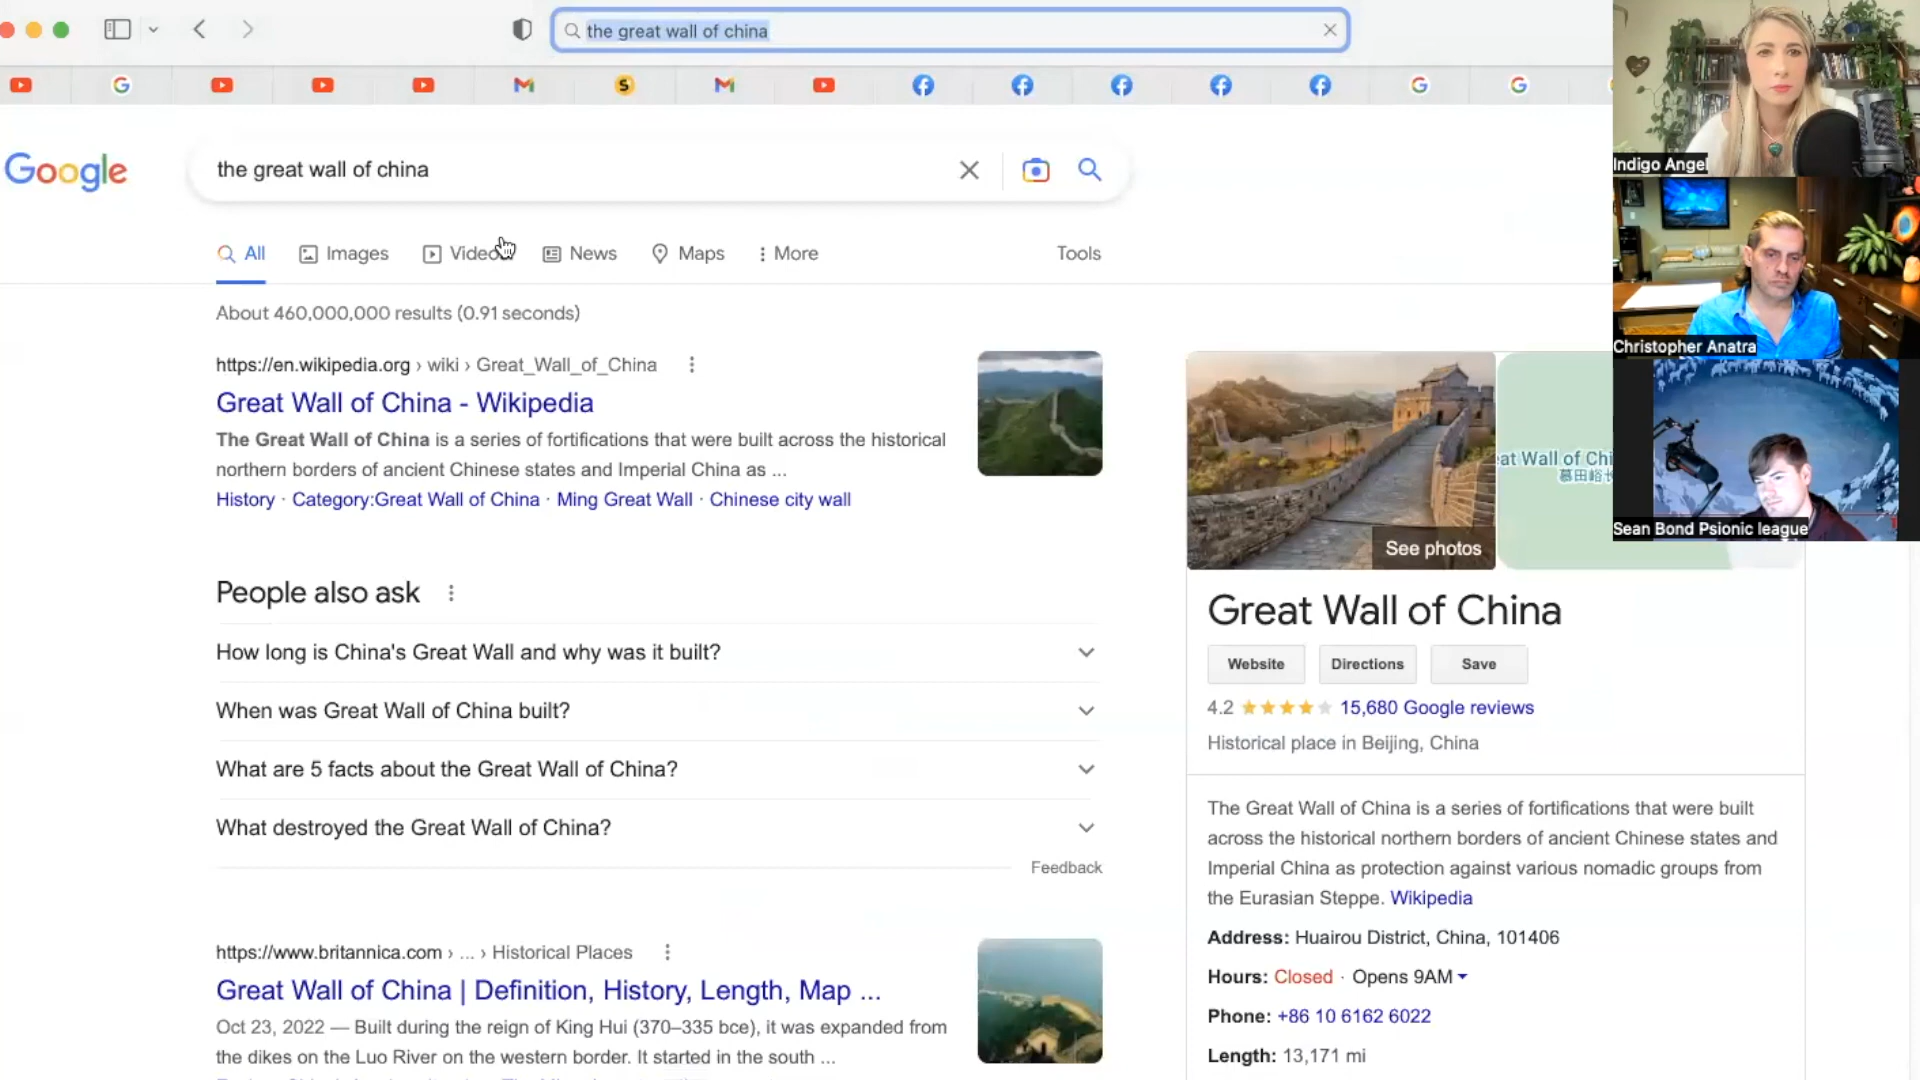 the great wall of china
Google
the great wall of china
All
Images
Videos
News
Maps
More
Tools
About 460,000,000 results (0.91 seconds)
https://en.wikipedia.org › wiki › Great_Wall_of_China
Great Wall of China - Wikipedia
The Great Wall of China is a series of fortifications that were built across the historical
northern borders of ancient Chinese states and Imperial China as ...
History · Category:Great Wall of China · Ming Great Wall · Chinese city wall
People also ask
How long is China's Great Wall and why was it built?
When was Great Wall of China built?
What are 5 facts about the Great Wall of China?
What destroyed the Great Wall of China?
Feedback
https://www.britannica.com › ... › Historical Places
Great Wall of China | Definition, History, Length, Map ...
Oct 23, 2022 — Built during the reign of King Hui (370–335 bce), it was expanded from
the dikes on the Luo River on the western border. It started in the south ...
See photos
eat Wall of Chi
慕田峪长
Great Wall of China
Website
Directions
Save
4.2
15,680 Google reviews
Historical place in Beijing, China
The Great Wall of China is a series of fortifications that were built
across the historical northern borders of ancient Chinese states and
Imperial China as protection against various nomadic groups from
the Eurasian Steppe. Wikipedia
Address: Huairou District, China, 101406
Hours: Closed · Opens 9AM
Phone: +86 10 6162 6022
Length: 13,171 mi
Indigo Angel
Christopher Anatra
Sean Bond Psionic league